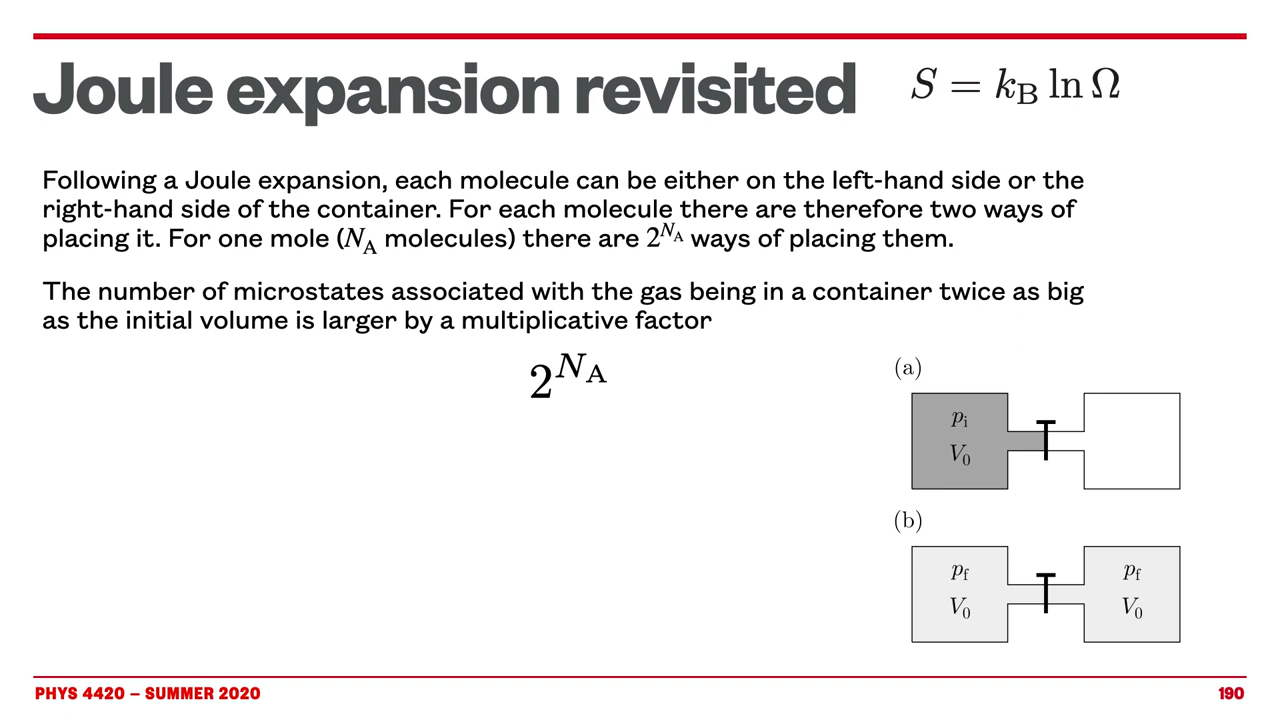 Joule expansion revisited
S = k_B ln Ω
Following a Joule expansion, each molecule can be either on the left-hand side or the
right-hand side of the container. For each molecule there are therefore two ways of
placing it. For one mole (N_A molecules) there are 2^{N_A} ways of placing them.
The number of microstates associated with the gas being in a container twice as big
as the initial volume is larger by a multiplicative factor
2^{N_A}
(a)
p_i
V_0
(b)
p_f
V_0
p_f
V_0
PHYS 4420 – SUMMER 2020
190